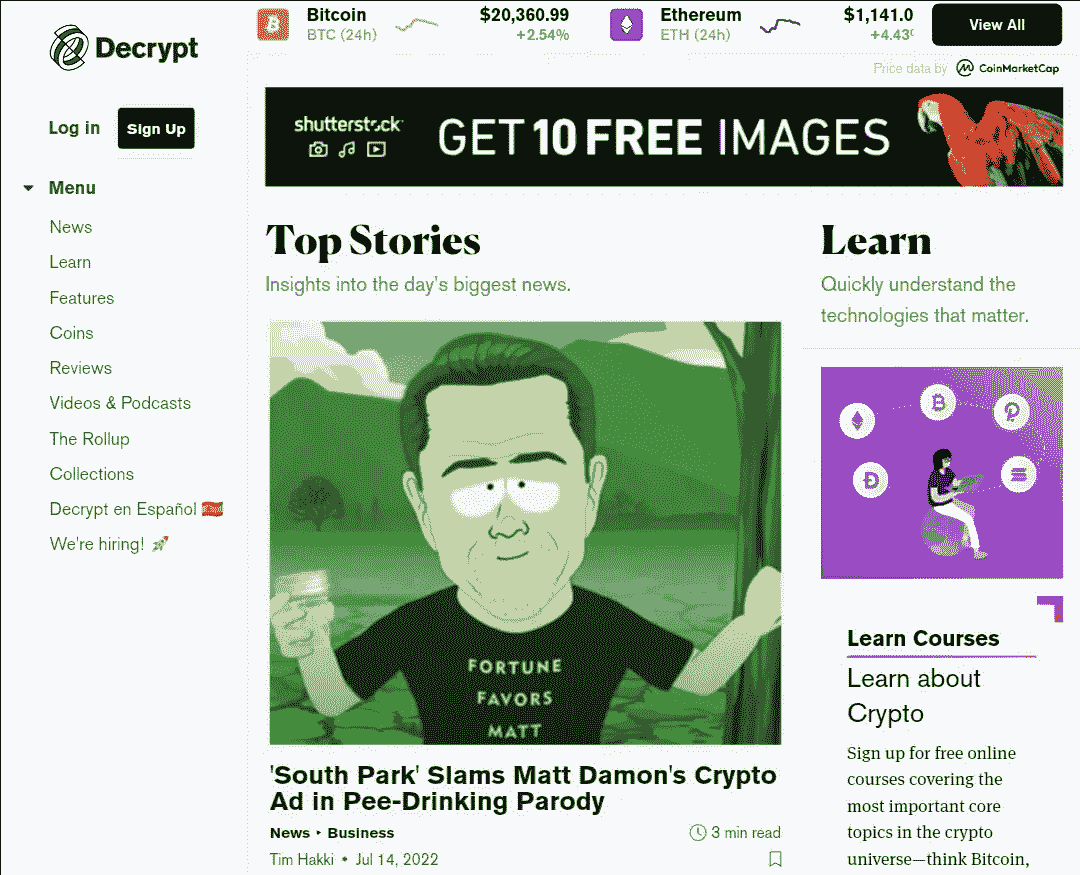 Decrypt
Bitcoin
BTC (24h)
$20,360.99
+2.54%
Ethereum
ETH (24h)
$1,141.0
+4.43
View All
Price data by CoinMarketCap
Log in
Sign Up
Menu
News
Learn
Features
Coins
Reviews
Videos & Podcasts
The Rollup
Collections
Decrypt en Español
We're hiring! 🚀
shutterstock
GET 10 FREE IMAGES
Top Stories
Insights into the day's biggest news.
FORTUNE
FAVORS
MATT
'South Park' Slams Matt Damon's Crypto
Ad in Pee-Drinking Parody
News ‣ Business
3 min read
Tim Hakki • Jul 14, 2022
Learn
Quickly understand the
technologies that matter.
Learn Courses
Learn about
Crypto
Sign up for free online
courses covering the
most important core
topics in the crypto
universe—think Bitcoin,